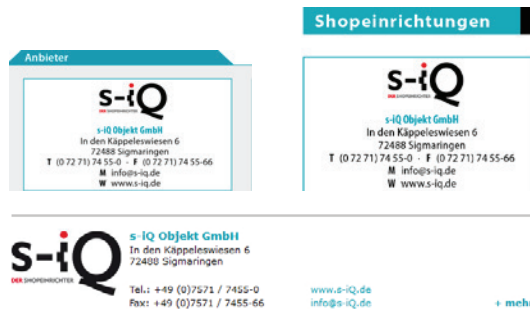 Anbieter
s-iQ
DER SHOPEINRICHTER
s-iQ Objekt GmbH
In den Käppeleswiesen 6
72488 Sigmaringen
T (0 72 71) 74 55-0 - F (0 72 71) 74 55-66
M info@s-iq.de
W www.s-iq.de
Shopeinrichtungen
s-iQ
DER SHOPEINRICHTER
s-iQ Objekt GmbH
In den Käppeleswiesen 6
72488 Sigmaringen
T (0 72 71) 74 55-0 - F (0 72 71) 74 55-66
M info@s-iq.de
W www.s-iq.de
s-iQ
DER SHOPEINRICHTER
s-iQ Objekt GmbH
In den Käppeleswiesen 6
72488 Sigmaringen
Tel.: +49 (0)7571 / 7455-0
Fax: +49 (0)7571 / 7455-66
www.s-iQ.de
info@s-iQ.de
+ meh